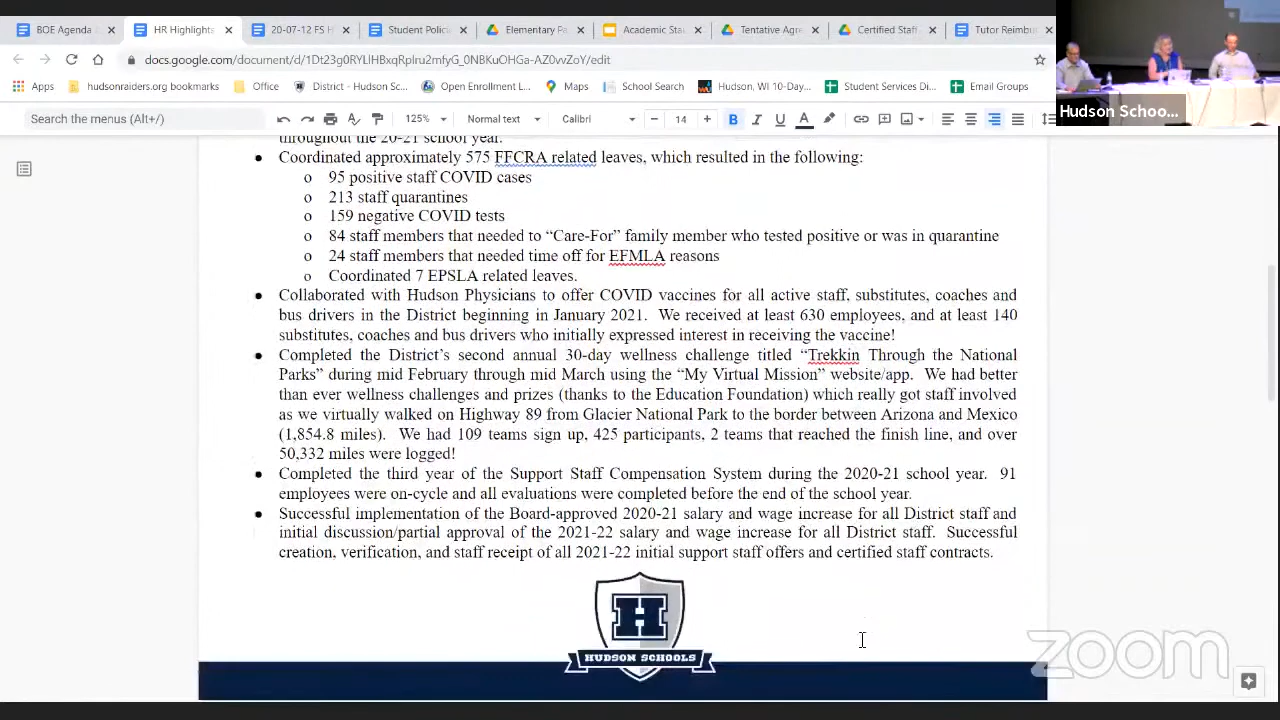 BOE Agenda
HR Highlights
20-07-12 FS H
Student Polici
Elementary Pa
Academic Stan
Tentative Agre
Certified Staff
Tutor Reimbu
docs.google.com/document/d/
/edit
Apps
hudsonraiders.org bookmarks
Office
District - Hudson Sc...
Open Enrollment L...
Maps
School Search
Hudson, WI 10-Day...
Student Services Di...
Email Groups
Hudson Schoo...
Search the menus (Alt+/)
125%
Normal text
Calibri
14
B I U A
throughout the 20-21 school year.
● Coordinated approximately 575 FFCRA related leaves, which resulted in the following:
o 95 positive staff COVID cases
o 213 staff quarantines
o 159 negative COVID tests
o 84 staff members that needed to “Care-For” family member who tested positive or was in quarantine
o 24 staff members that needed time off for EFMLA reasons
o Coordinated 7 EPSLA related leaves.
● Collaborated with Hudson Physicians to offer COVID vaccines for all active staff, substitutes, coaches and
bus drivers in the District beginning in January 2021. We received at least 630 employees, and at least 140
substitutes, coaches and bus drivers who initially expressed interest in receiving the vaccine!
● Completed the District’s second annual 30-day wellness challenge titled “Trekkin Through the National
Parks” during mid February through mid March using the “My Virtual Mission” website/app. We had better
than ever wellness challenges and prizes (thanks to the Education Foundation) which really got staff involved
as we virtually walked on Highway 89 from Glacier National Park to the border between Arizona and Mexico
(1,854.8 miles). We had 109 teams sign up, 425 participants, 2 teams that reached the finish line, and over
50,332 miles were logged!
● Completed the third year of the Support Staff Compensation System during the 2020-21 school year. 91
employees were on-cycle and all evaluations were completed before the end of the school year.
● Successful implementation of the Board-approved 2020-21 salary and wage increase for all District staff and
initial discussion/partial approval of the 2021-22 salary and wage increase for all District staff. Successful
creation, verification, and staff receipt of all 2021-22 initial support staff offers and certified staff contracts.
H
HUDSON SCHOOLS
zoom